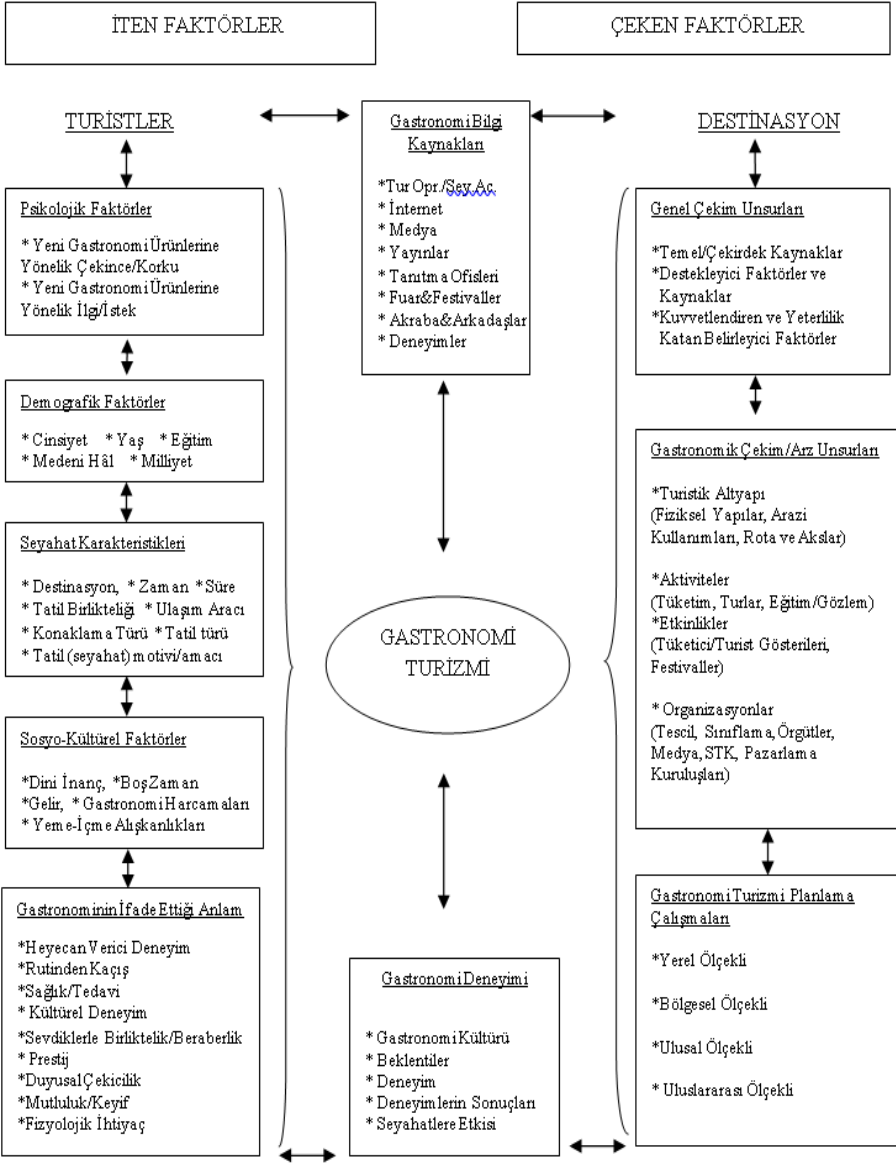 İTEN FAKTÖRLER
ÇEKEN FAKTÖRLER
TURİSTLER
Psikolojik Faktörler
* Yeni Gastronomi Ürünlerine
Yönelik Çekince/Korku
* Yeni Gastronomi Ürünlerine
Yönelik İlgi/İstek
Demografik Faktörler
* Cinsiyet * Yaş * Eğitim
* Medeni Hâl * Milliyet
Seyahat Karakteristikleri
* Destinasyon, * Zaman *Süre
* Tatil Birlikteliği * Ulaşım Aracı
* Konaklama Türü * Tatil türü
* Tatil (seyahat) motivi/amacı
Sosyo-Kültürel Faktörler
*Dini İnanç, *Boş Zaman
*Gelir, * Gastronomi Harcamaları
* Yeme-İçme Alışkanlıkları
Gastronominin İfade Ettiği Anlam
*Heyecan Verici Deneyim
*Rutinden Kaçış
*Sağlık/Tedavi
* Kültürel Deneyim
*Sevdiklerle Birliktelik/Beraberlik
* Prestij
*Duyusal Çekicilik
*Mutluluk/Keyif
*Fizyolojik İhtiyaç
Gastronomi Bilgi
Kaynakları
*Tur Opr./Sey.Ac.
* İnternet
* Medya
* Yayınlar
* Tanıtma Ofisleri
* Fuar&Festivaller
* Akraba&Arkadaşlar
* Deneyimler
GASTRONOMİ
TURİZMİ
Gastronomi Deneyimi
* Gastronomi Kültürü
* Beklentiler
* Deneyim
* Deneyimlerin Sonuçları
* Seyahatlere Etkisi
DESTİNASYON
Genel Çekim Unsurları
*Temel/Çekirdek Kaynaklar
*Destekleyici Faktörler ve
Kaynaklar
*Kuvvetlendiren ve Yeterlilik
Katan Belirleyici Faktörler
Gastronomik Çekim/Arz Unsurları
*Turistik Altyapı
(Fiziksel Yapılar, Arazi
Kullanımları, Rota ve Akslar)
*Aktiviteler
(Tüketim, Turlar, Eğitim/Gözlem)
*Etkinlikler
(Tüketici/Turist Gösterileri,
Festivaller)
* Organizasyonlar
(Tescil, Sınıflama, Örgütler,
Medya, STK, Pazarlama
Kuruluşları)
Gastronomi Turizmi Planlama
Çalışmaları
*Yerel Ölçekli
*Bölgesel Ölçekli
*Ulusal Ölçekli
* Uluslararası Ölçekli